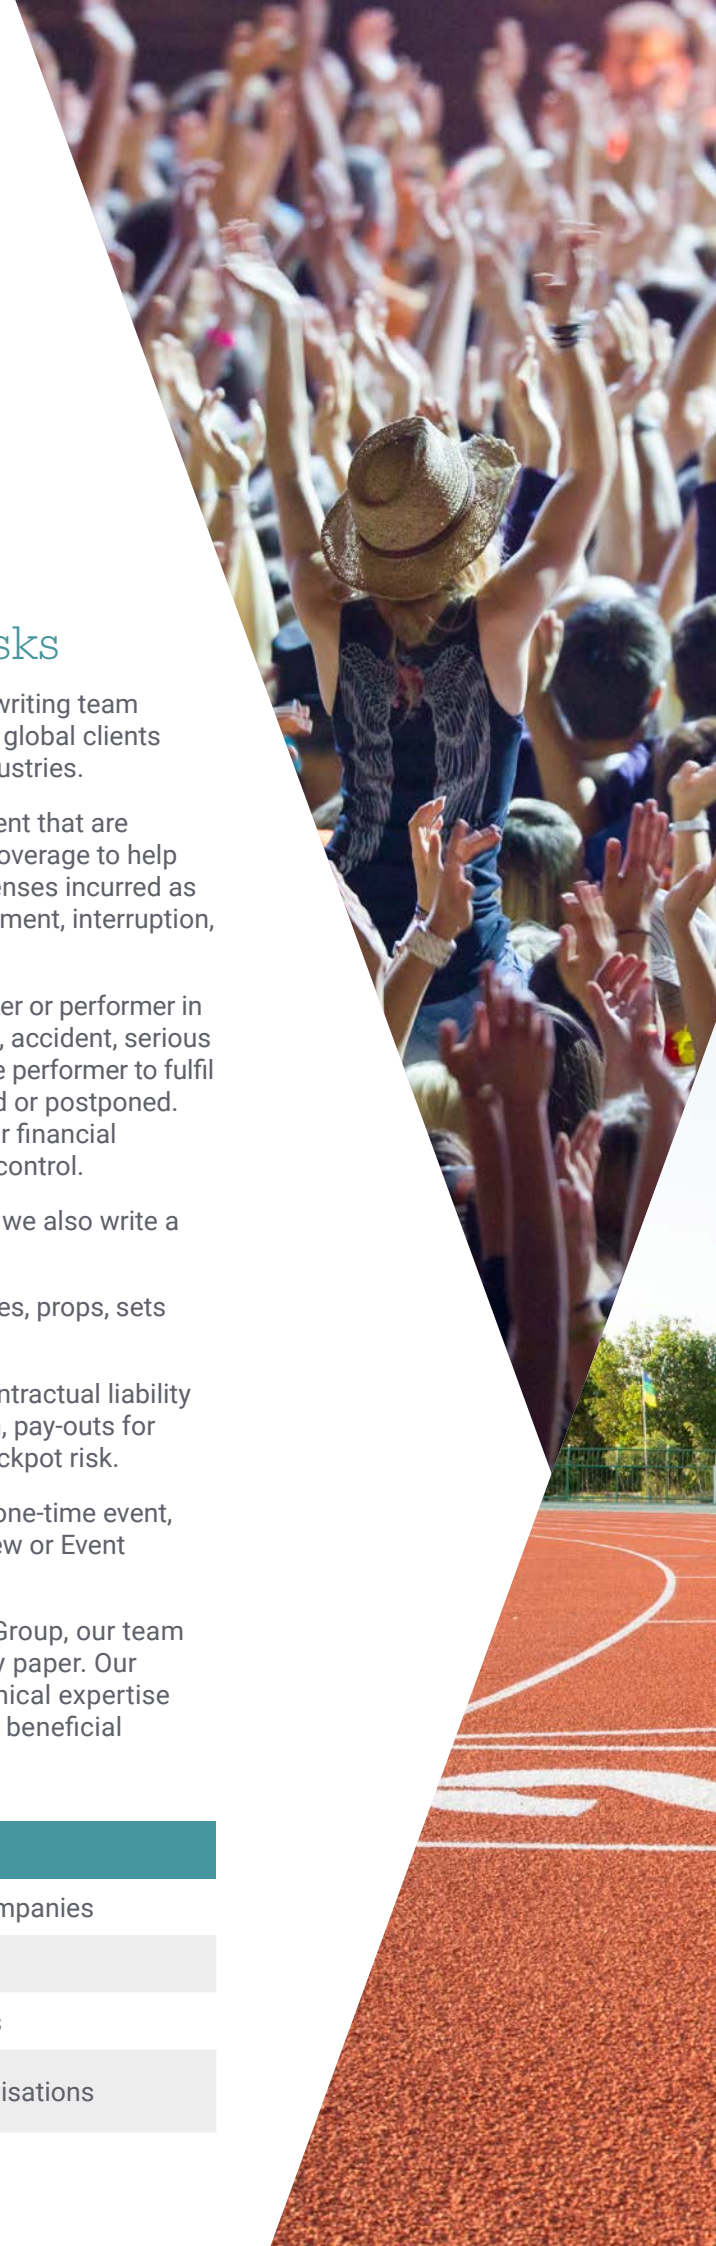 sks
writing team
global clients
ustries.
ent that are
overage to help
enses incurred as
ment, interruption,
er or performer in
, accident, serious
e performer to fulfil
d or postponed.
r financial
control.
we also write a
es, props, sets
ntractual liability
, pay-outs for
ckpot risk.
one-time event,
ew or Event
Group, our team
y paper. Our
nical expertise
beneficial
mpanies
s
isations